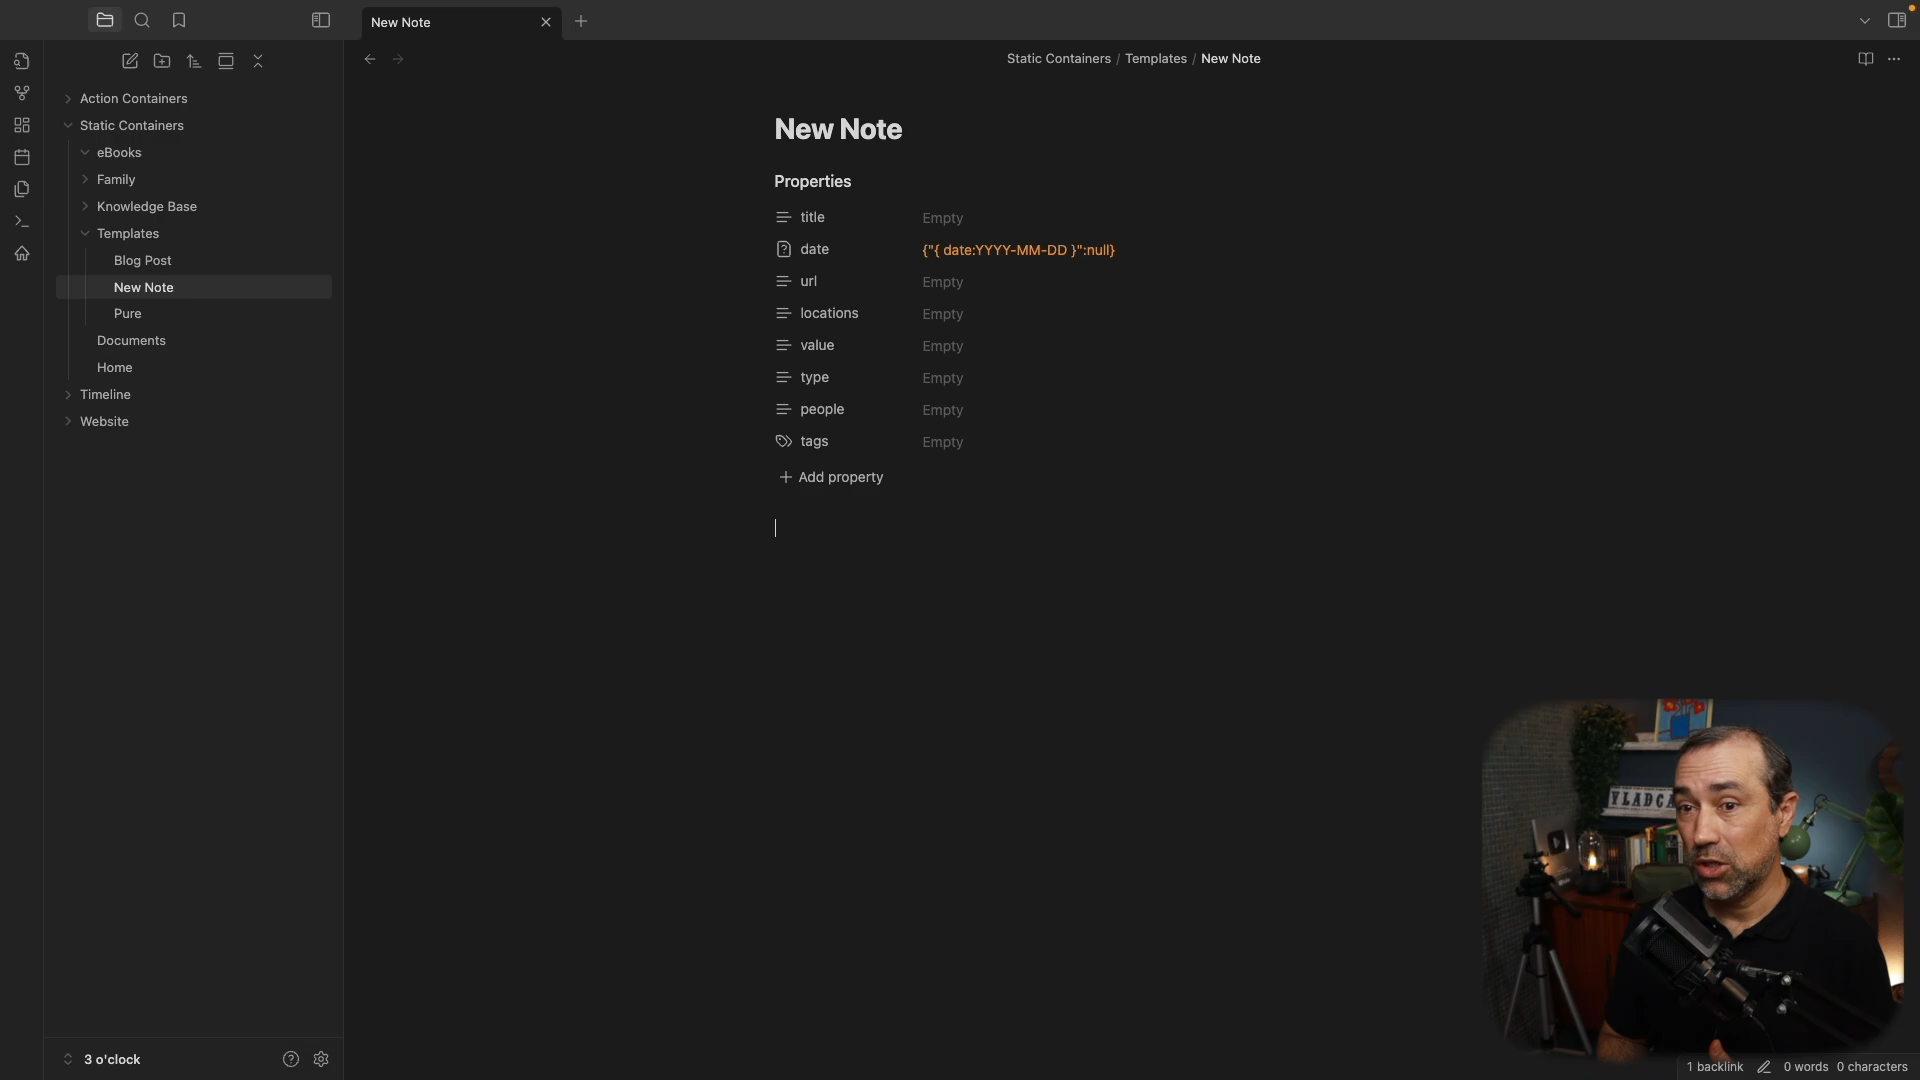 New Note
Static Containers / Templates / New Note
Action Containers
Static Containers
eBooks
Family
Knowledge Base
Templates
Blog Post
New Note
Pure
Documents
Home
Timeline
Website
New Note
Properties
title Empty
date {"{ date:YYYY-MM-DD }":null}
url Empty
locations Empty
value Empty
type Empty
people Empty
tags Empty
Add property
VLADCA
3 o'clock
1 backlink 0 words 0 characters